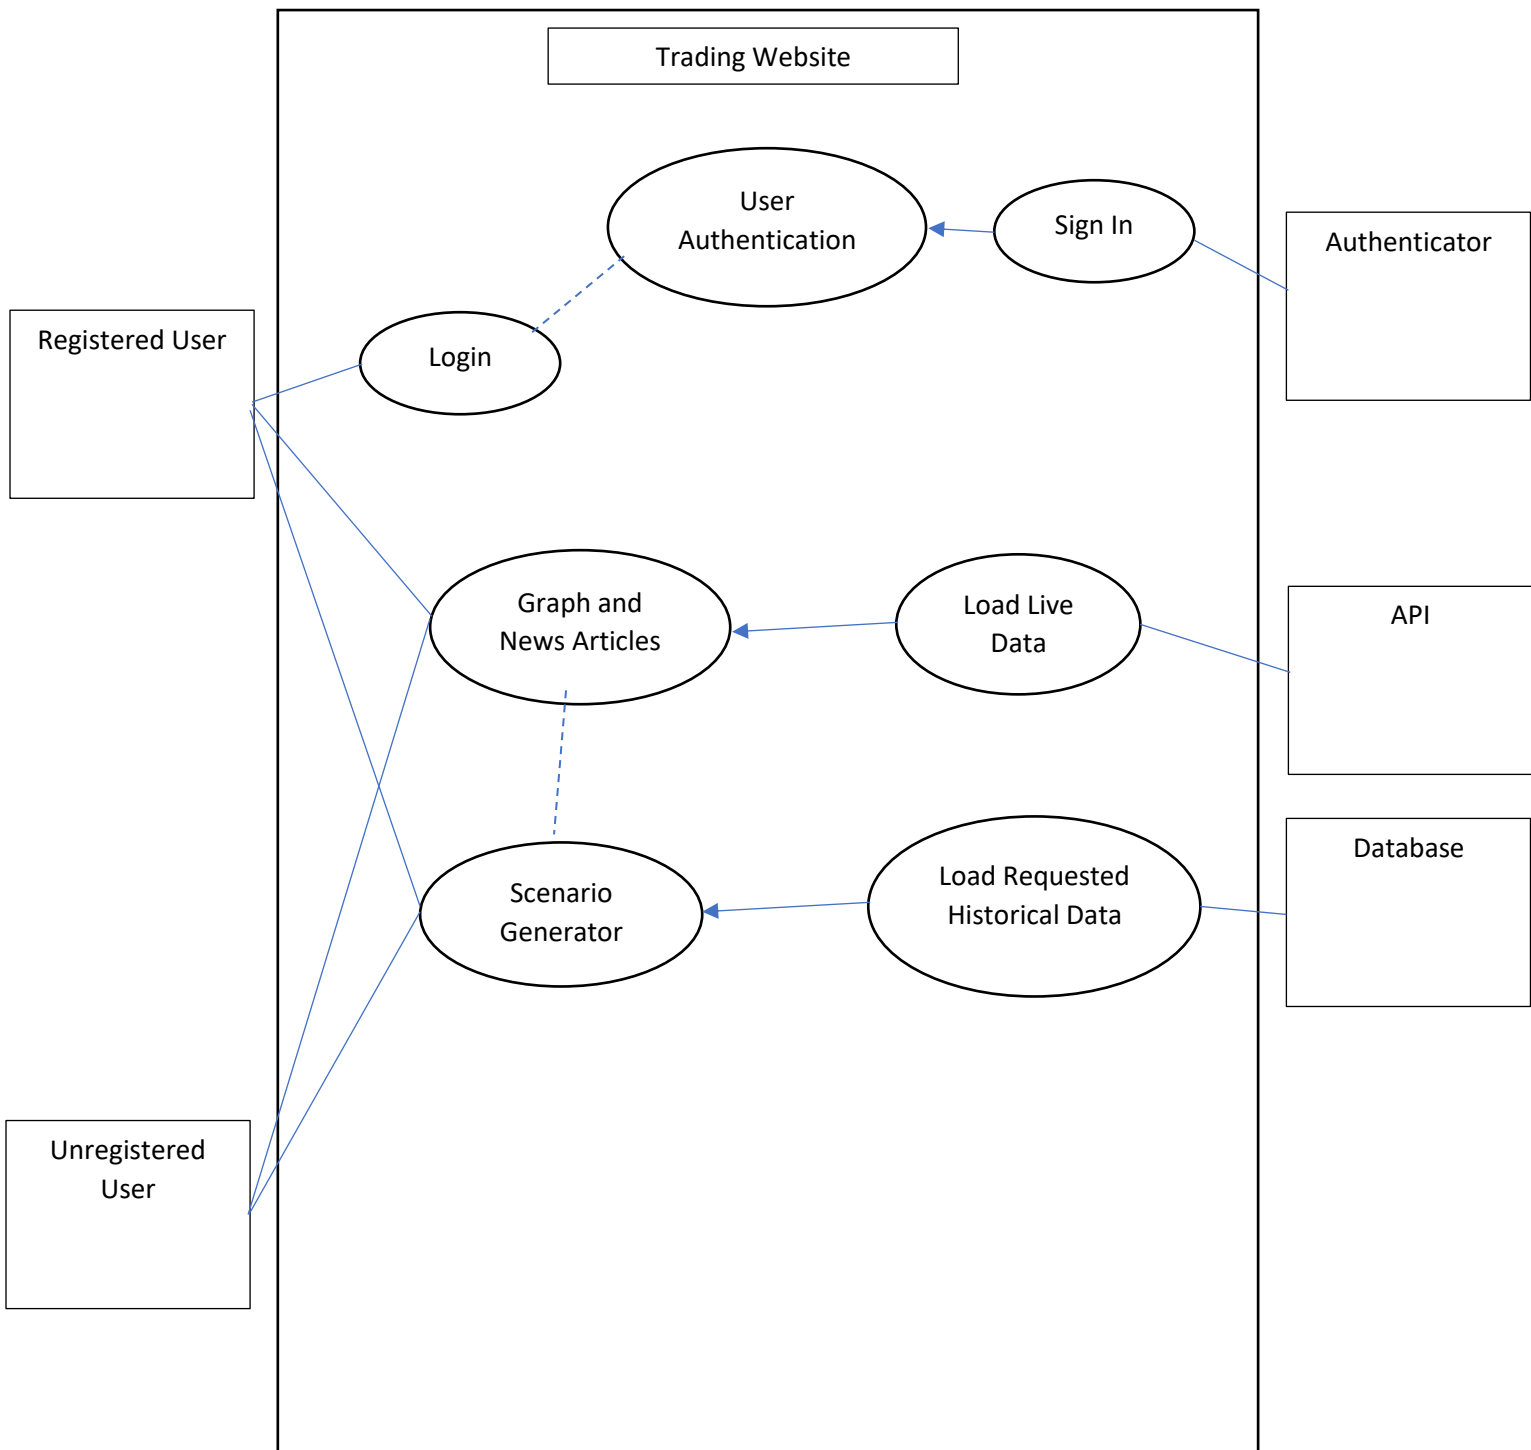 Trading Website
User
Authentication
Sign In
Authenticator
Registered User
Login
Graph and
News Articles
Load Live
Data
API
Scenario
Generator
Load Requested
Historical Data
Database
Unregistered
User